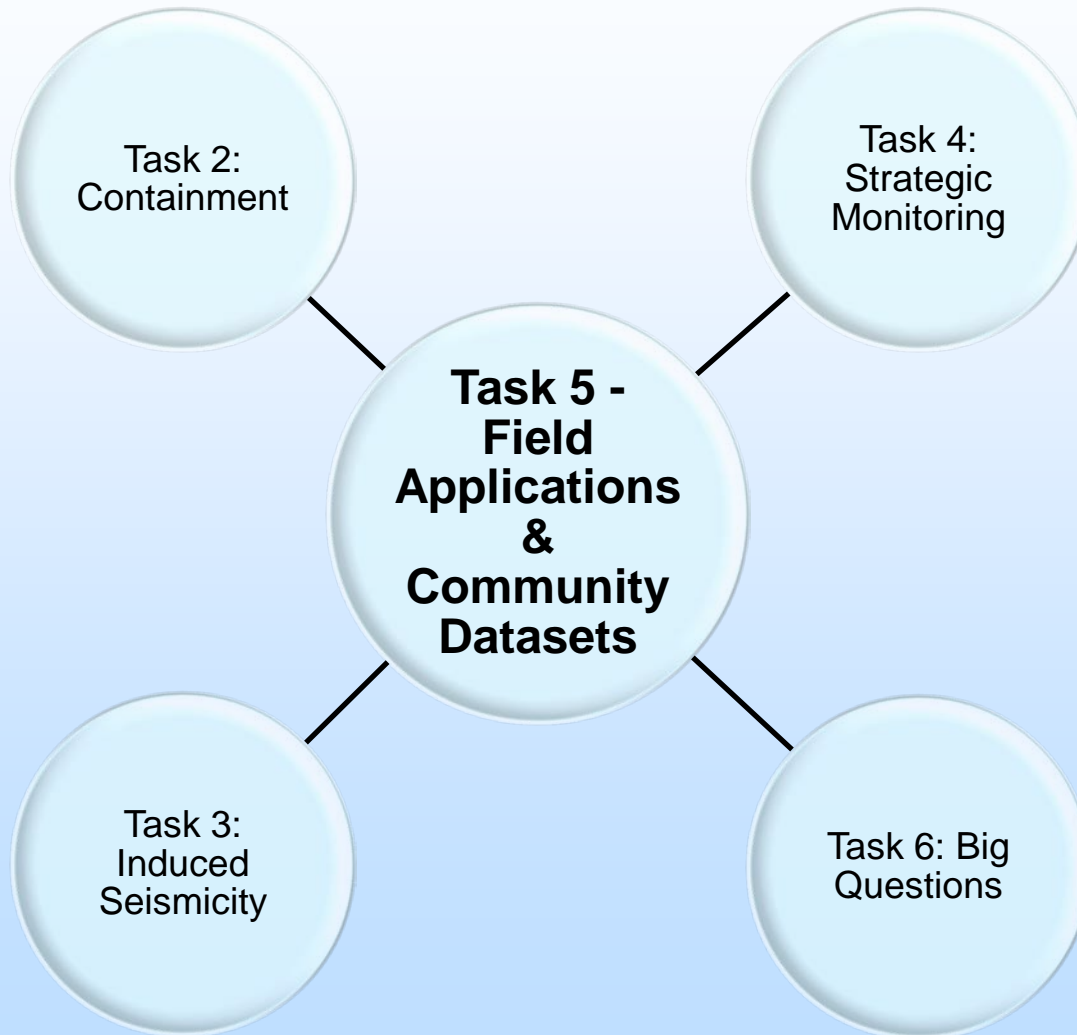 Task 2:
Containment
Task 4:
Strategic
Monitoring
Task 5 -
Field
Applications
&
Community
Datasets
Task 3:
Induced
Seismicity
Task 6: Big
Questions